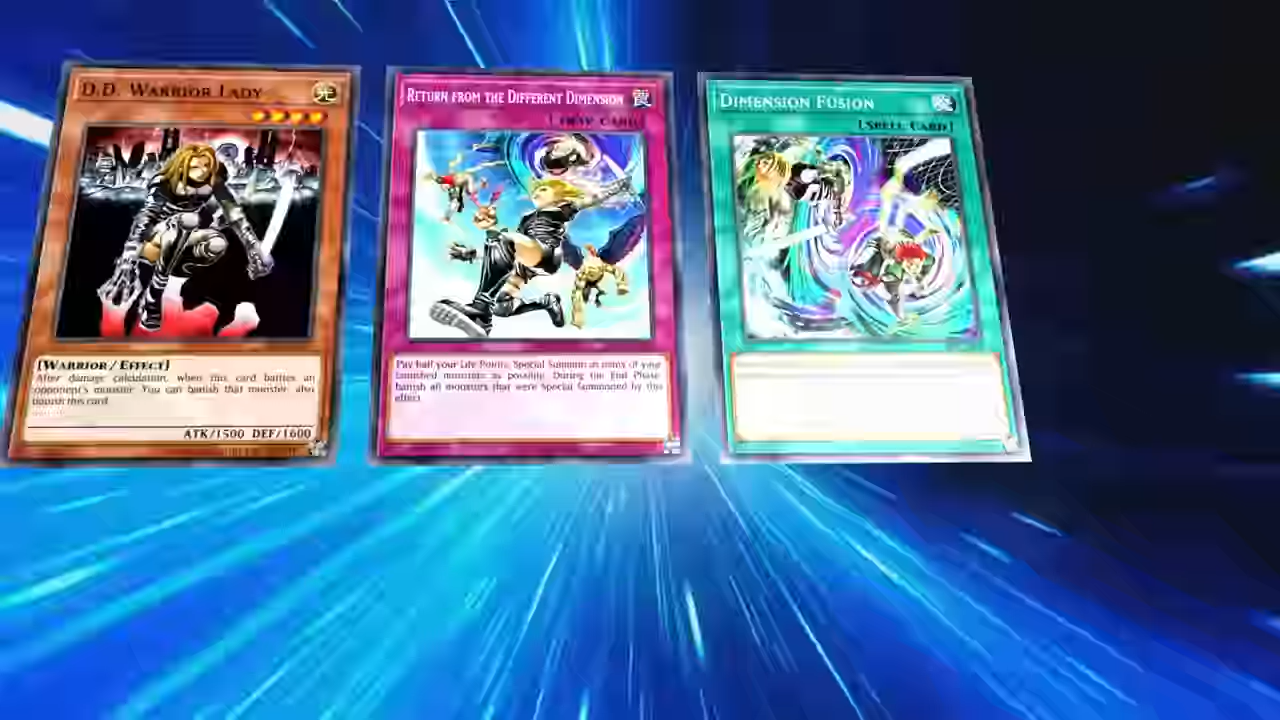 D.D. Warrior Lady
光
[Warrior / Effect]
After damage calculation, when this card battles an
opponent's monster: You can banish that monster, also
banish this card.
ATK/1500 DEF/1600
Return from the Different Dimension
罠
[Trap Card]
Pay half your Life Points; Special Summon as many of your
banished monsters as possible. During the End Phase,
banish all monsters that were Special Summoned by this
effect.
Dimension Fusion
魔
[Spell Card]